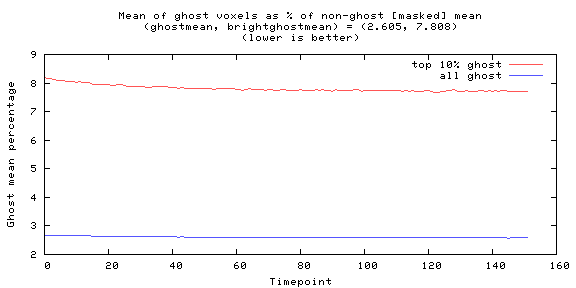 Mean of ghost voxels as % of non-ghost [masked] mean
(ghostmean, brightghostmean) = (2.605, 7.808)
(lower is better)
top 10% ghost
all ghost
Ghost mean percentage
9
8
7
6
5
4
3
2
0 20 40 60 80 100 120 140 160
Timepoint